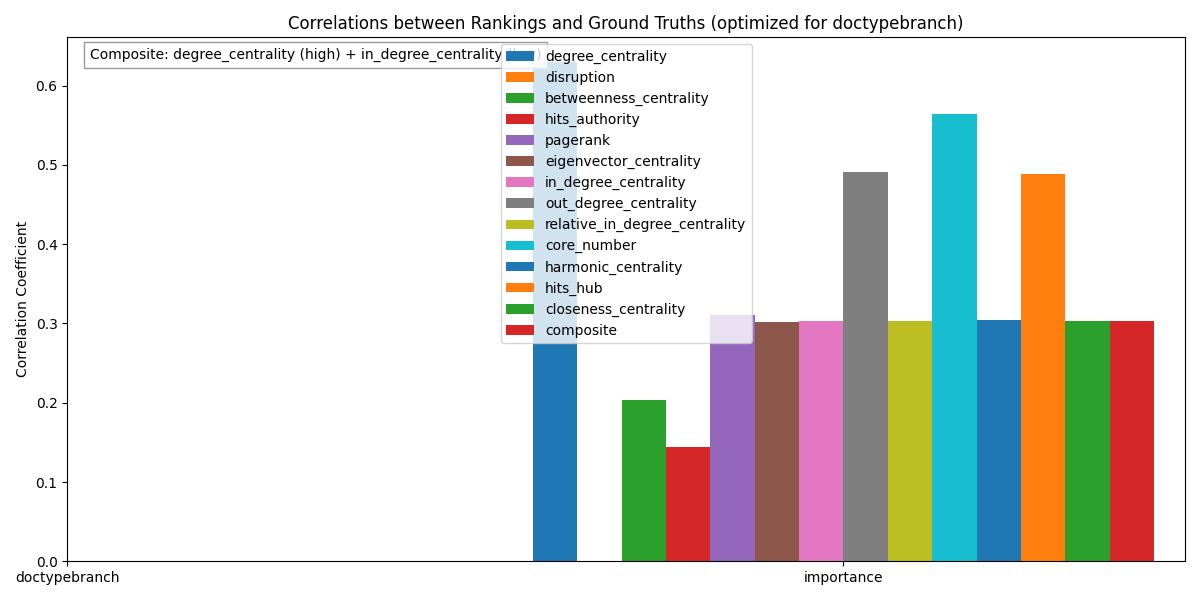 Correlations between Rankings and Ground Truths (optimized for doctypebranch)
Composite: degree_centrality (high) + in_degree_centrality
degree_centrality
disruption
betweenness_centrality
hits_authority
pagerank
eigenvector_centrality
in_degree_centrality
out_degree_centrality
relative_in_degree_centrality
core_number
harmonic_centrality
hits_hub
closeness_centrality
composite
Correlation Coefficient
0.6
0.5
0.4
0.3
0.2
0.1
0.0
doctypebranch
importance